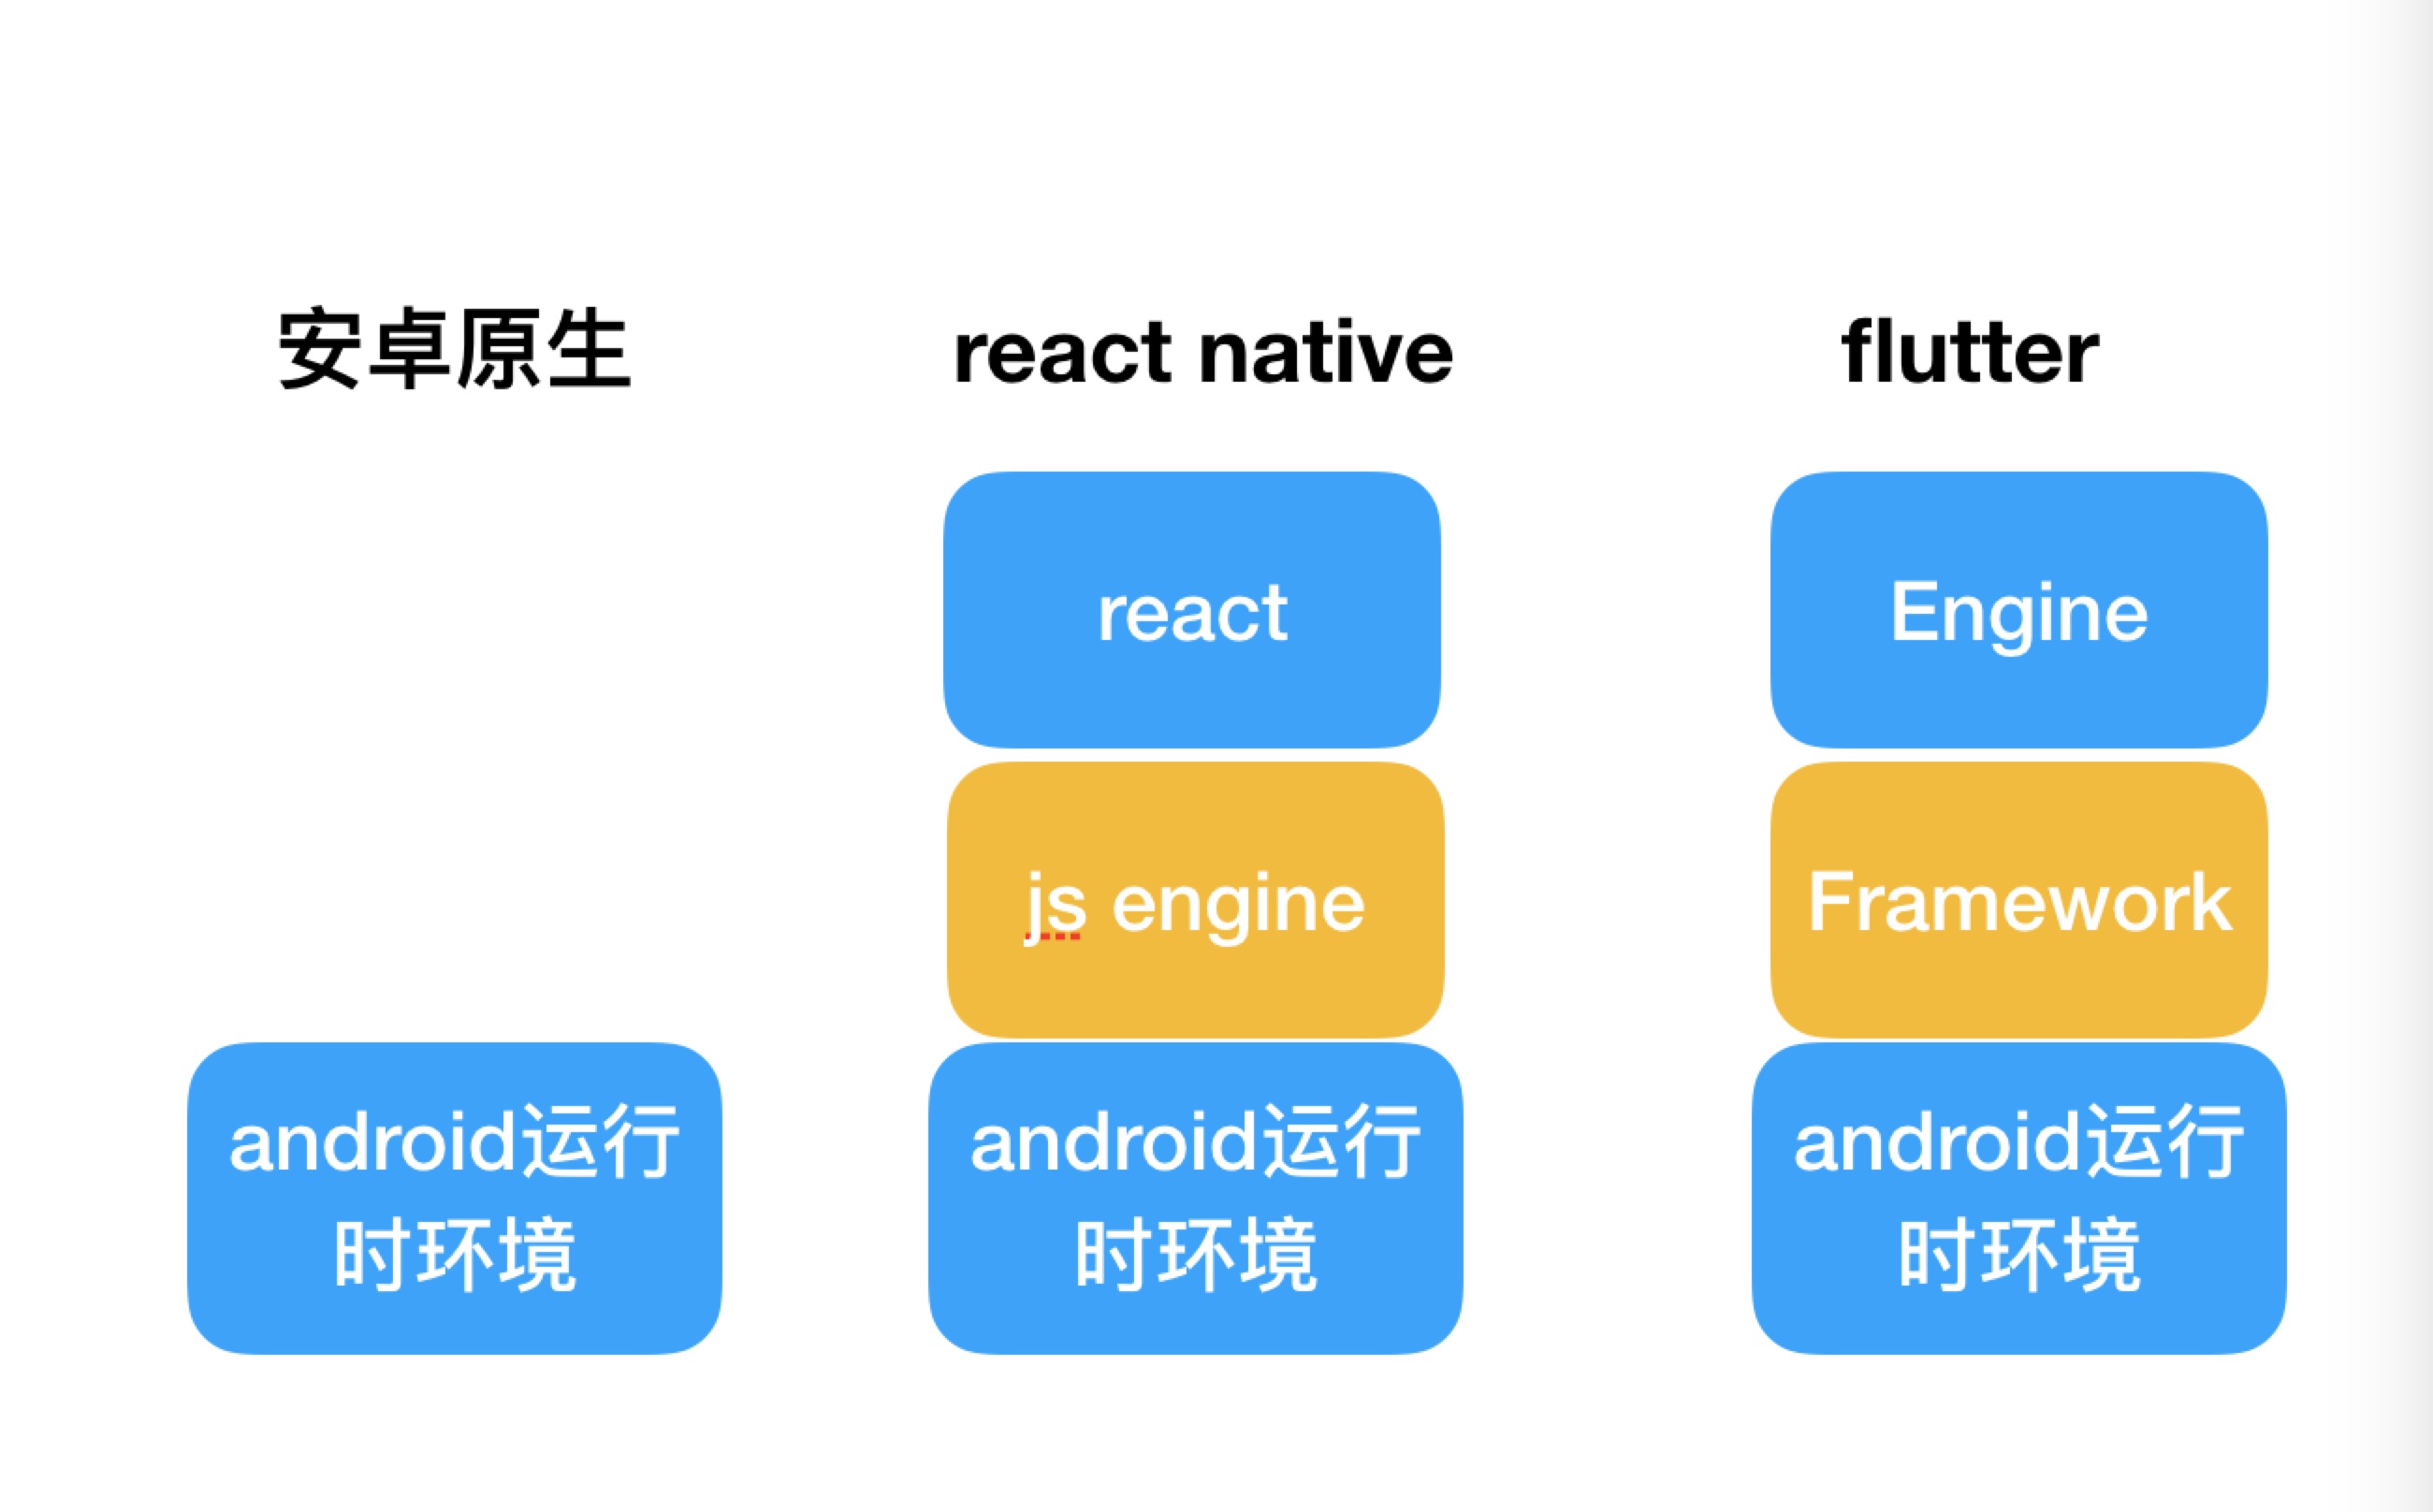 安卓原生
react native
flutter
react
Engine
js engine
Framework
android运行
时环境
android运行
时环境
android运行
时环境